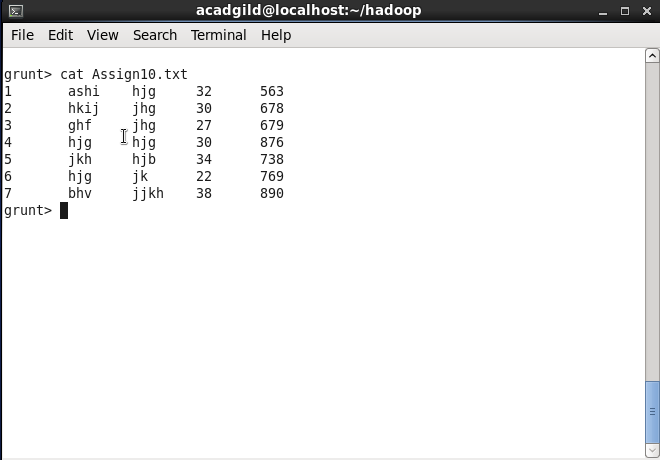 acadgild@localhost:~/hadoop
File Edit View Search Terminal Help
grunt> cat Assign10.txt
1 ashi hjg 32 563
2 hkij jhg 30 678
3 ghf jhg 27 679
4 hjg hjg 30 876
5 jkh hjb 34 738
6 hjg jk 22 769
7 bhv jjkh 38 890
grunt>